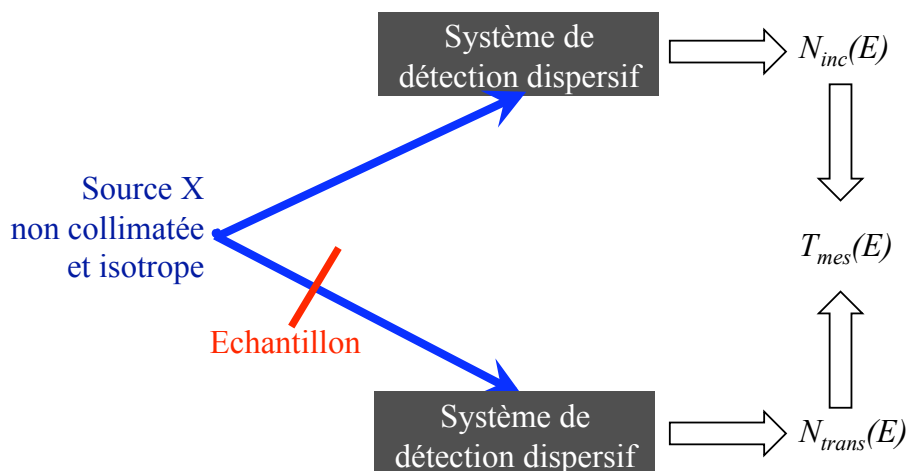 Système de
détection dispersif
N_inc(E)
Source X
non collimatée
et isotrope
T_mes(E)
Echantillon
Système de
détection dispersif
N_trans(E)